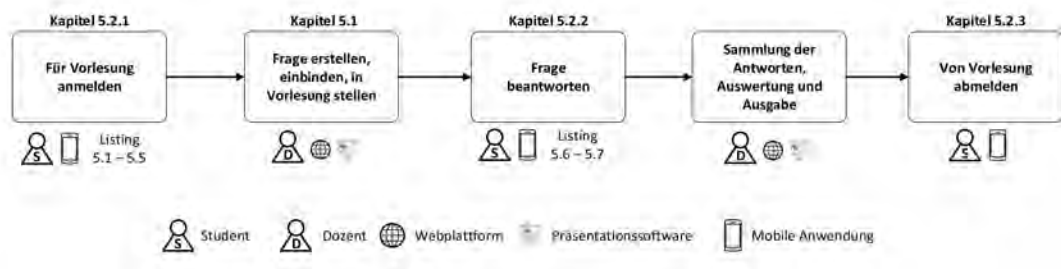 Kapitel 5.2.1
Kapitel 5.1
Kapitel 5.2.2
Kapitel 5.2.3
Für Vorlesung
anmelden
Frage erstellen,
einbinden, in
Vorlesung stellen
Frage
beantworten
Sammlung der
Antworten,
Auswertung und
Ausgabe
Von Vorlesung
abmelden
S
Listing
5.1 – 5.5
D
S
Listing
5.6 – 5.7
D
S
S Student
D Dozent
Webplattform
Präsentationssoftware
Mobile Anwendung